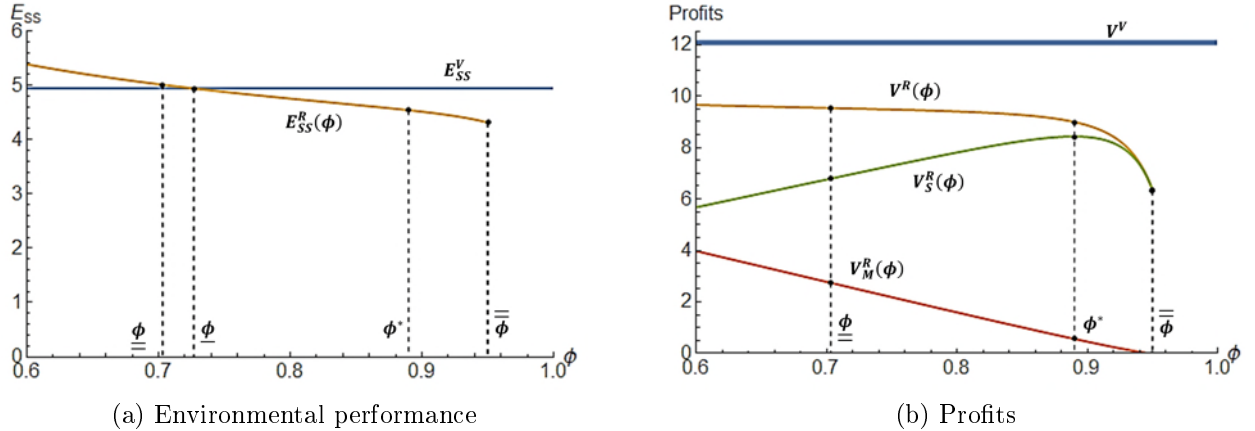 E_SS
6
5
4
3
2
1
0
0.6 0.7 0.8 0.9 1.0
ϕ
E^V_SS
E^R_SS(ϕ)
ϕ̳
ϕ̲
ϕ*
ϕ̿
(a) Environmental performance
Profits
12
10
8
6
4
2
0
0.6 0.7 0.8 0.9 1.0
ϕ
V^V
V^R(ϕ)
V^R_S(ϕ)
V^R_M(ϕ)
ϕ̳
ϕ*
ϕ̿
(b) Profits